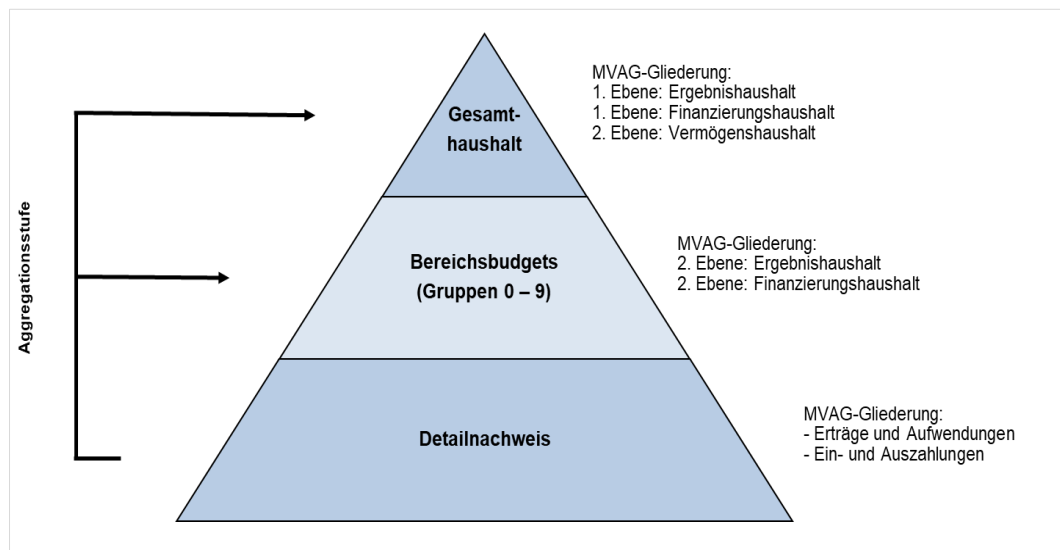 Aggregationsstufe
Gesamt-
haushalt
MVAG-Gliederung:
1. Ebene: Ergebnishaushalt
1. Ebene: Finanzierungshaushalt
2. Ebene: Vermögenshaushalt
Bereichsbudgets
(Gruppen 0 – 9)
MVAG-Gliederung:
2. Ebene: Ergebnishaushalt
2. Ebene: Finanzierungshaushalt
Detailnachweis
MVAG-Gliederung:
- Erträge und Aufwendungen
- Ein- und Auszahlungen